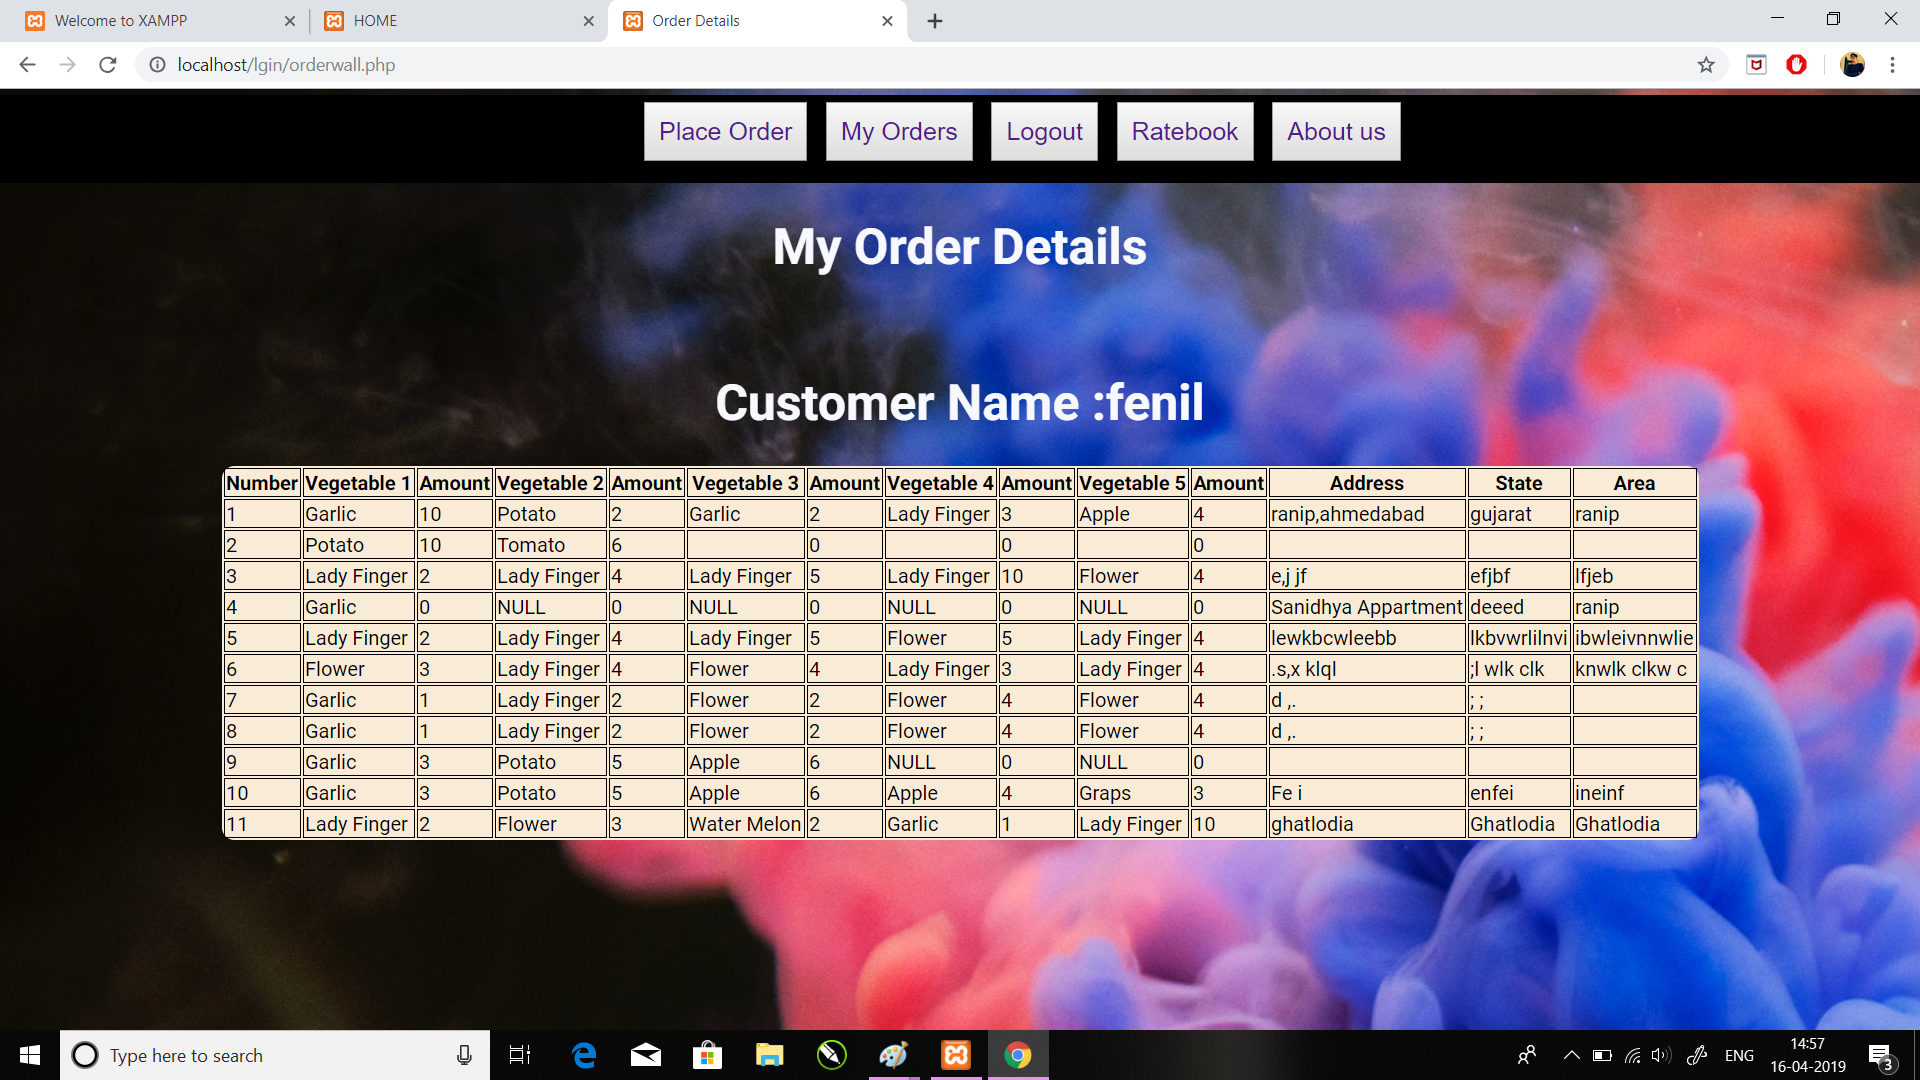 Welcome to XAMPP HOME Order Details
localhost/lgin/orderwall.php
Place Order My Orders Logout Ratebook About us
My Order Details
Customer Name :fenil
Number Vegetable 1 Amount Vegetable 2 Amount Vegetable 3 Amount Vegetable 4 Amount Vegetable 5 Amount Address State Area
1 Garlic 10 Potato 2 Garlic 2 Lady Finger 3 Apple 4 ranip,ahmedabad gujarat ranip
2 Potato 10 Tomato 6 0 0 0
3 Lady Finger 2 Lady Finger 4 Lady Finger 5 Lady Finger 10 Flower 4 e,j jf efjbf lfjeb
4 Garlic 0 NULL 0 NULL 0 NULL 0 NULL 0 Sanidhya Appartment deeed ranip
5 Lady Finger 2 Lady Finger 4 Lady Finger 5 Flower 5 Lady Finger 4 lewkbcwleebb lkbvwrlilnvi ibwleivnnwlie
6 Flower 3 Lady Finger 4 Flower 4 Lady Finger 3 Lady Finger 4 .s,x klql ;l wlk clk knwlk clkw c
7 Garlic 1 Lady Finger 2 Flower 2 Flower 4 Flower 4 d ,. ; ;
8 Garlic 1 Lady Finger 2 Flower 2 Flower 4 Flower 4 d ,. ; ;
9 Garlic 3 Potato 5 Apple 6 NULL 0 NULL 0
10 Garlic 3 Potato 5 Apple 6 Apple 4 Graps 3 Fe i enfei ineinf
11 Lady Finger 2 Flower 3 Water Melon 2 Garlic 1 Lady Finger 10 ghatlodia Ghatlodia Ghatlodia
Type here to search ENG 14:57
16-04-2019 3